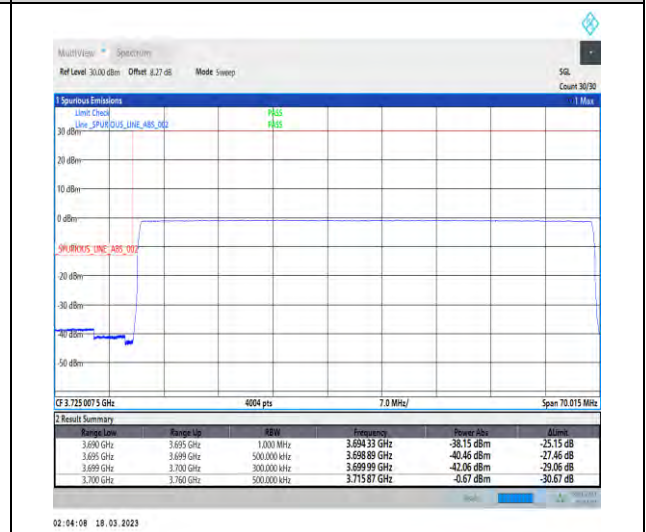 MultiView Spectrum
Ref Level 30.00 dBm Offset 8.27 dB Mode Sweep SGL
Count 30/30
1 Spurious Emissions 1 Max
Limit Check PASS
Line _SPURIOUS_LINE_ABS_002 PASS
30 dBm
20 dBm
10 dBm
0 dBm
_SPURIOUS_LINE_ABS_002
-20 dBm
-30 dBm
-40 dBm
-50 dBm
CF 3.725 007 5 GHz 4004 pts 7.0 MHz/ Span 70.015 MHz
2 Result Summary
Range Low Range Up RBW Frequency Power Abs ΔLimit
3.690 GHz 3.695 GHz 1.000 MHz 3.694 33 GHz -38.15 dBm -25.15 dB
3.695 GHz 3.699 GHz 500.000 kHz 3.698 89 GHz -40.46 dBm -27.46 dB
3.699 GHz 3.700 GHz 300.000 kHz 3.699 99 GHz -42.06 dBm -29.06 dB
3.700 GHz 3.760 GHz 500.000 kHz 3.715 87 GHz -0.67 dBm -30.67 dB
02:04:08 18.03.2023